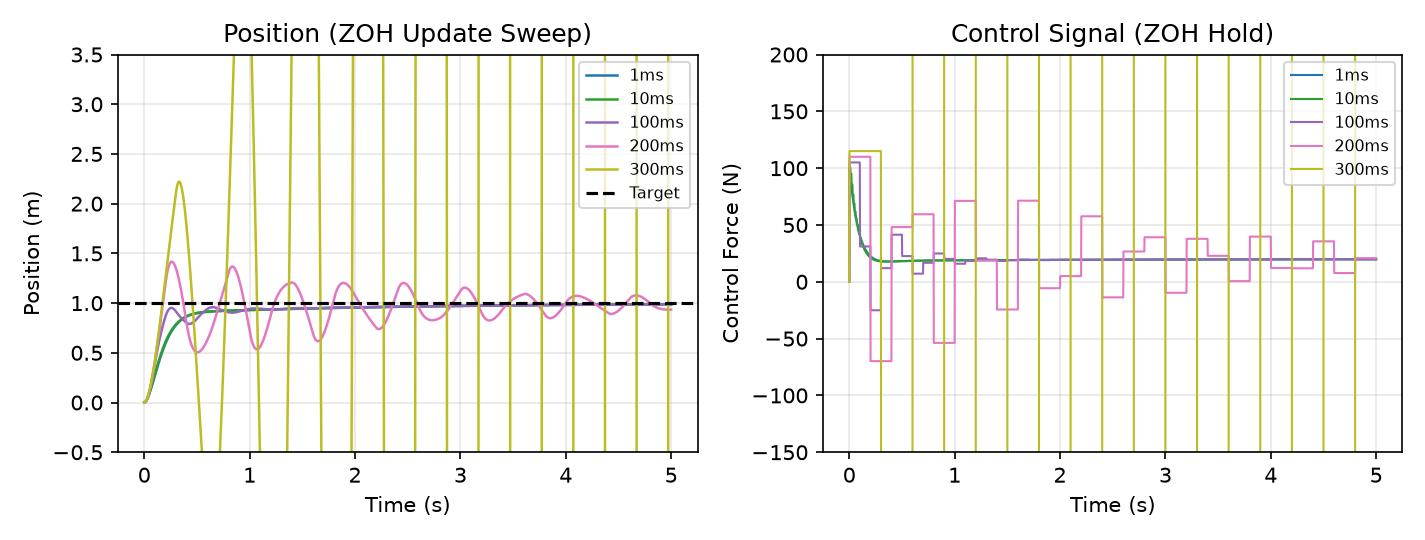 Position (ZOH Update Sweep)
3.5
3.0
2.5
2.0
1.5
1.0
0.5
0.0
−0.5
Position (m)
0
1
2
3
4
5
Time (s)
1ms
10ms
100ms
200ms
300ms
Target
Control Signal (ZOH Hold)
200
150
100
50
0
−50
−100
−150
Control Force (N)
0
1
2
3
4
5
Time (s)
1ms
10ms
100ms
200ms
300ms